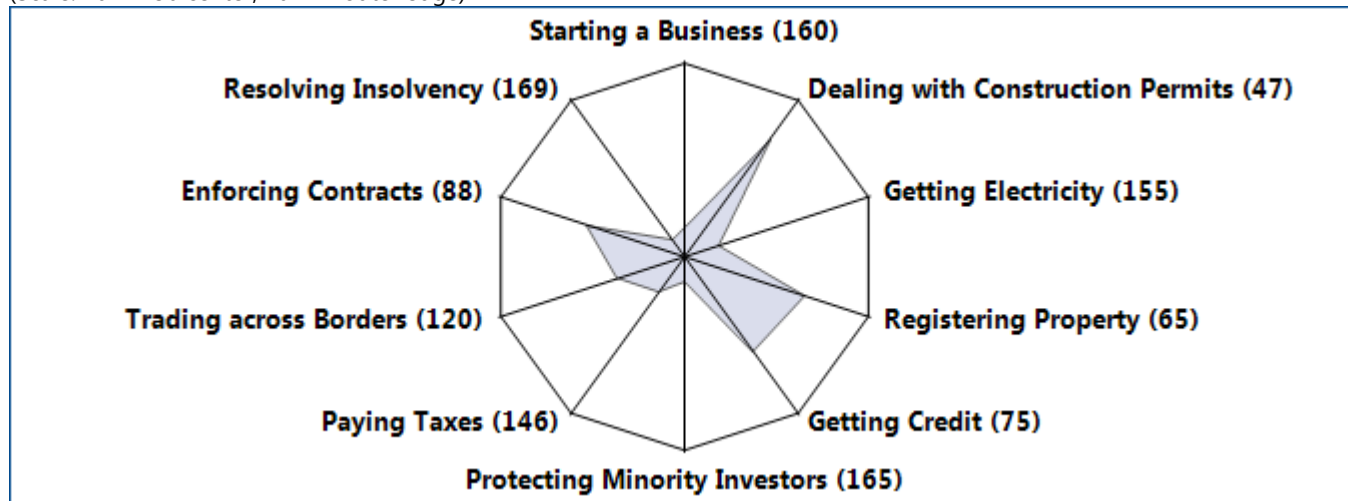 Starting a Business (160)
Resolving Insolvency (169)
Dealing with Construction Permits (47)
Enforcing Contracts (88)
Getting Electricity (155)
Trading across Borders (120)
Registering Property (65)
Paying Taxes (146)
Getting Credit (75)
Protecting Minority Investors (165)